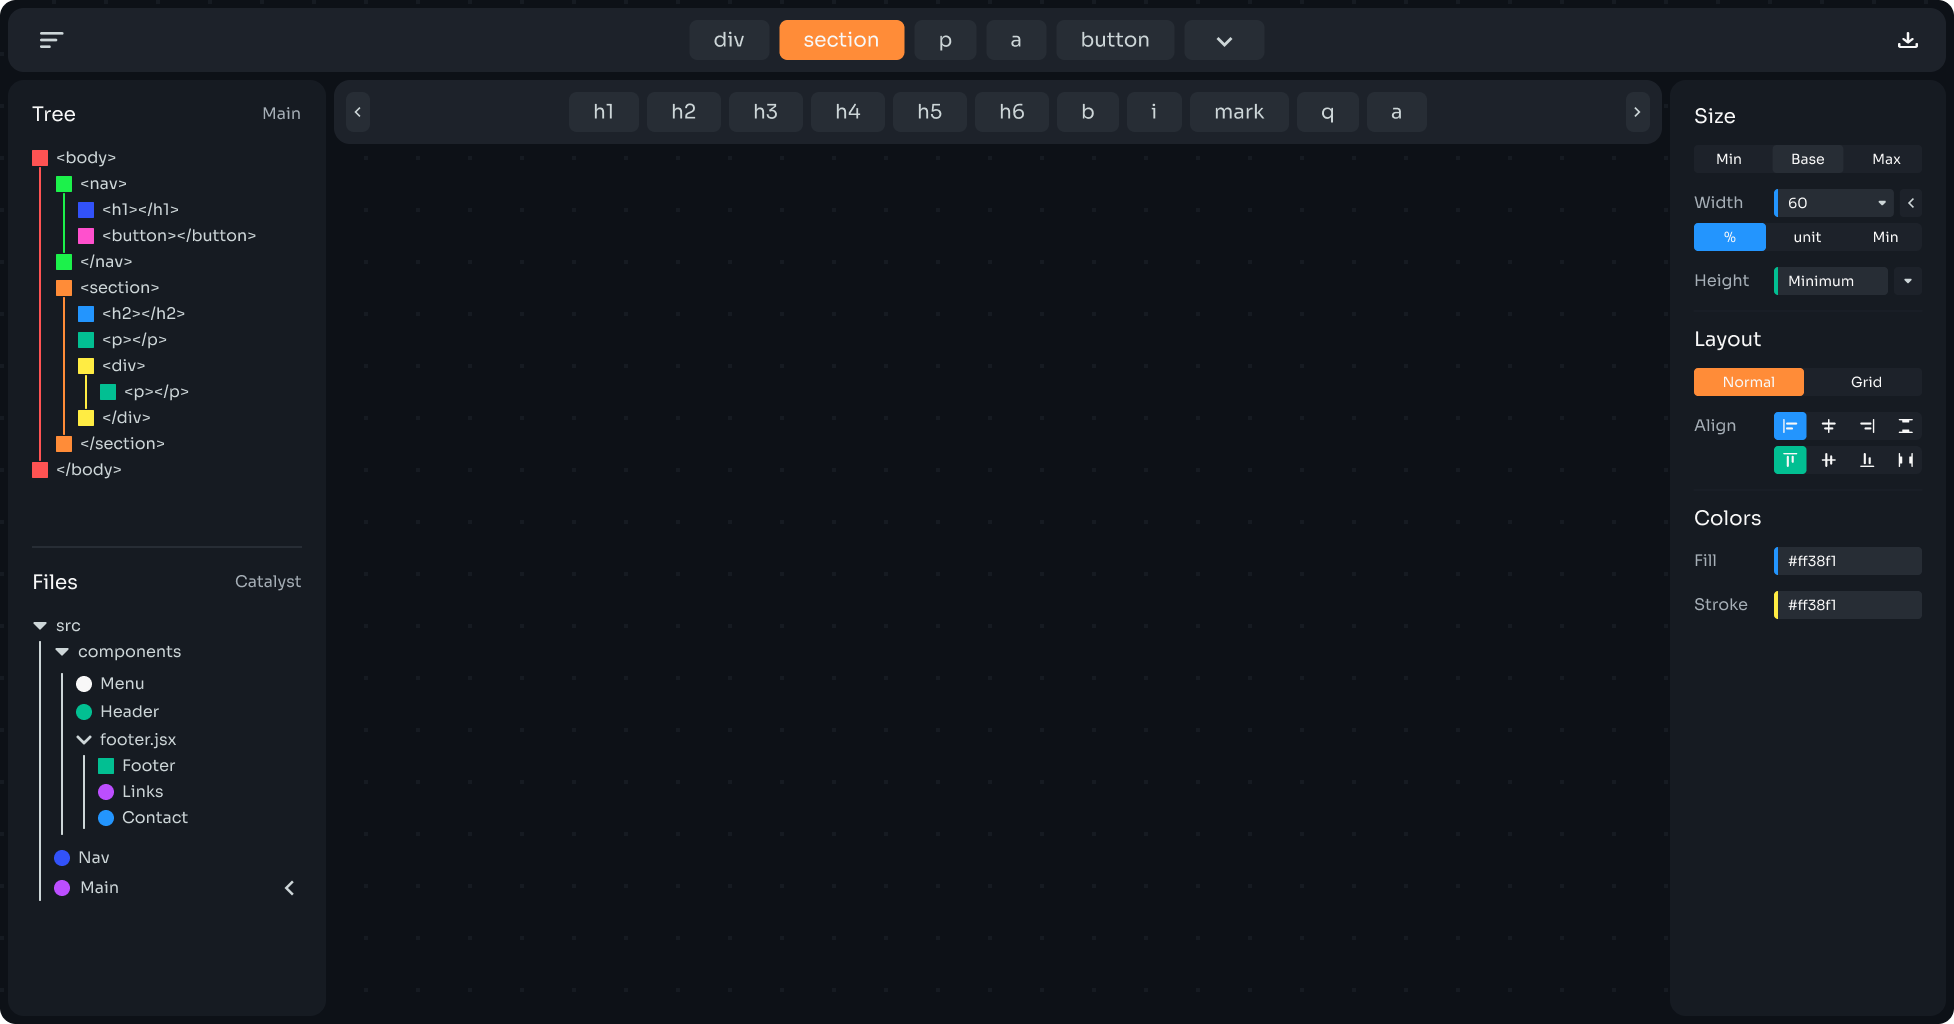 div section p a button
Tree Main
<body>
<nav>
<h1></h1>
<button></button>
</nav>
<section>
<h2></h2>
<p></p>
<div>
<p></p>
</div>
</section>
</body>
Files Catalyst
src
components
Menu
Header
footer.jsx
Footer
Links
Contact
Nav
Main
h1 h2 h3 h4 h5 h6 b i mark q a
Size
Min Base Max
Width 60
% unit Min
Height Minimum
Layout
Normal Grid
Align
Colors
Fill #ff38f1
Stroke #ff38f1